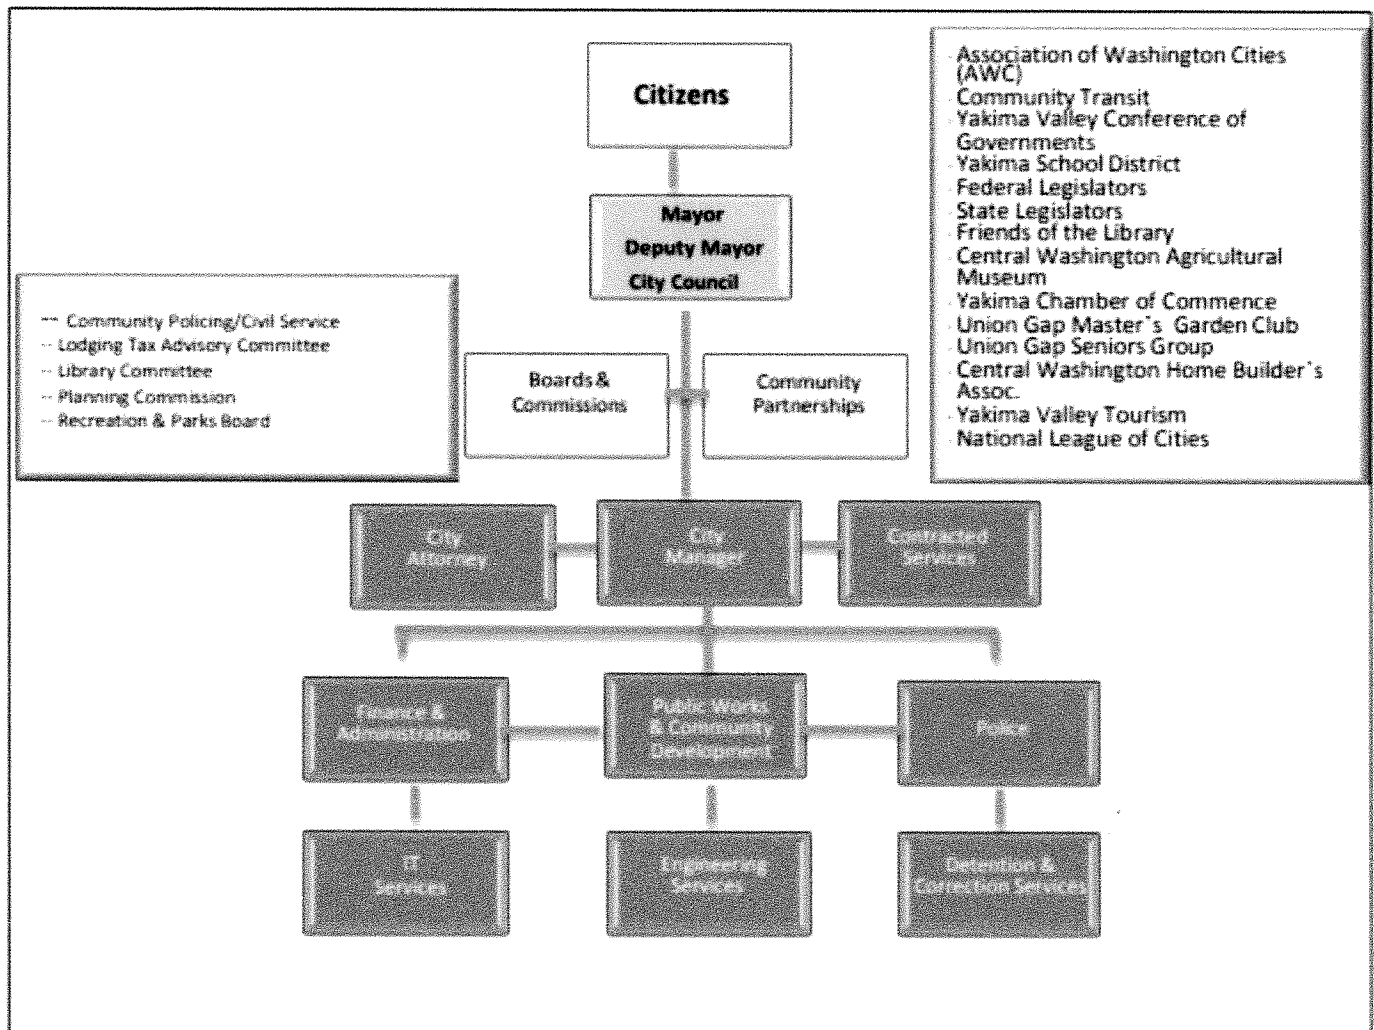 Citizens
Mayor
Deputy Mayor
City Council
-- Community Policing/Civil Service
-- Lodging Tax Advisory Committee
-- Library Committee
-- Planning Commission
-- Recreation & Parks Board
Boards &
Commissions
Community
Partnerships
Association of Washington Cities
(AWC)
Community Transit
Yakima Valley Conference of
Governments
Yakima School District
Federal Legislators
State Legislators
Friends of the Library
Central Washington Agricultural
Museum
Yakima Chamber of Commence
Union Gap Master`s Garden Club
Union Gap Seniors Group
Central Washington Home Builder`s
Assoc.
Yakima Valley Tourism
National League of Cities
City
Attorney
City
Manager
Contracted
Services
Finance &
Administration
Public Works
& Community
Development
Police
IT
Services
Engineering
Services
Detention &
Correction Services